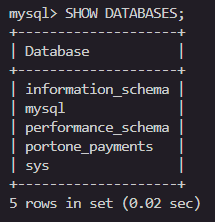 mysql> SHOW DATABASES;
+--------------------+
| Database           |
+--------------------+
| information_schema |
| mysql              |
| performance_schema |
| portone_payments   |
| sys                |
+--------------------+
5 rows in set (0.02 sec)